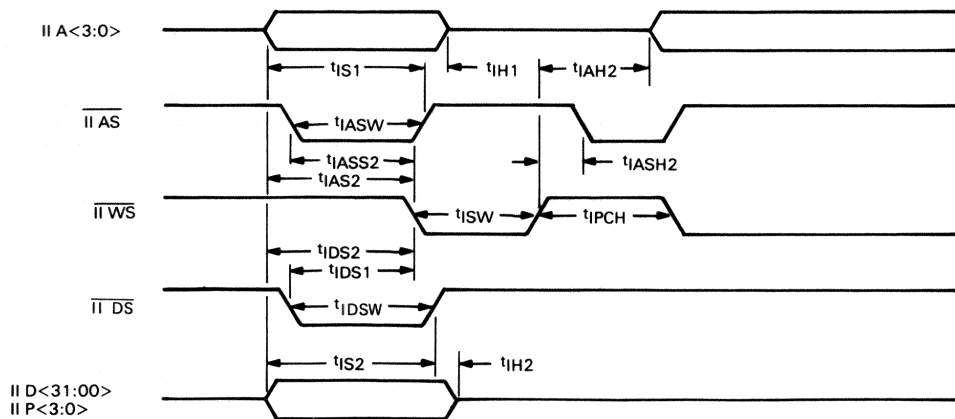 II A<3:0>
tIS1
tIH1
tIAH2
II AS
tIASW
tIASS2
tIASH2
tIAS2
II WS
tISW
tIPCH
tIDS2
tIDS1
II DS
tIDSW
tIS2
tIH2
II D<31:00>
II P<3:0>